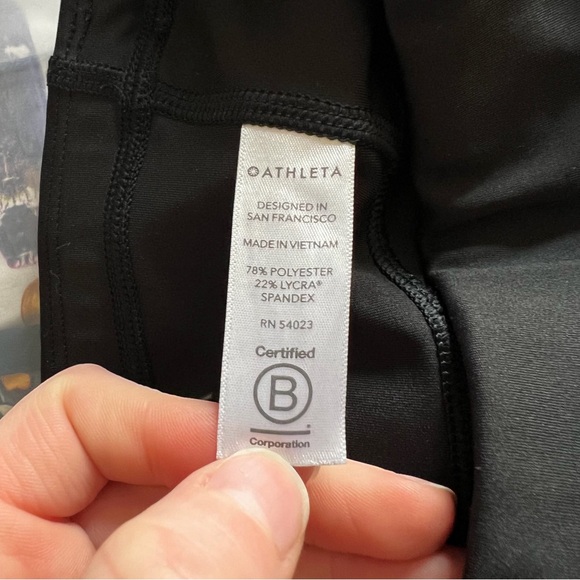 ATHLETA
DESIGNED IN
SAN FRANCISCO
MADE IN VIETNAM
78% POLYESTER
22% LYCRA®
SPANDEX
RN 54023
Certified
B
Corporation